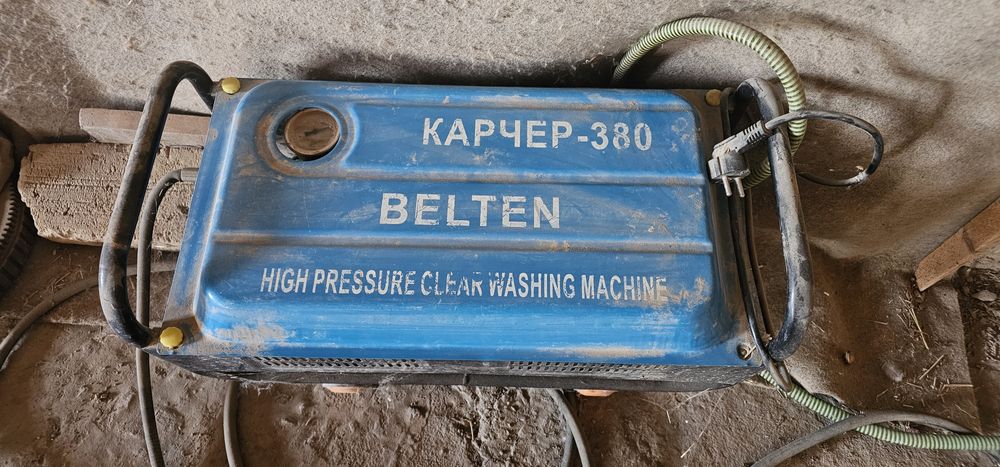 КАРЧЕР-380
BELTEN
HIGH PRESSURE CLEAR WASHING MACHINE